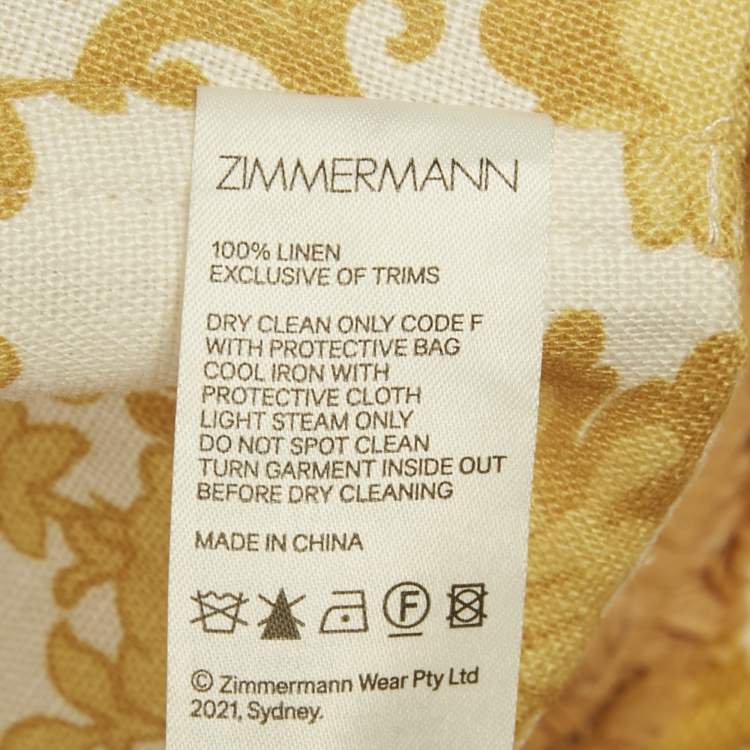 ZIMMERMANN
100% LINEN
EXCLUSIVE OF TRIMS
DRY CLEAN ONLY CODE F
WITH PROTECTIVE BAG
COOL IRON WITH
PROTECTIVE CLOTH
LIGHT STEAM ONLY
DO NOT SPOT CLEAN
TURN GARMENT INSIDE OUT
BEFORE DRY CLEANING
MADE IN CHINA
F
© Zimmermann Wear Pty Ltd
2021, Sydney.